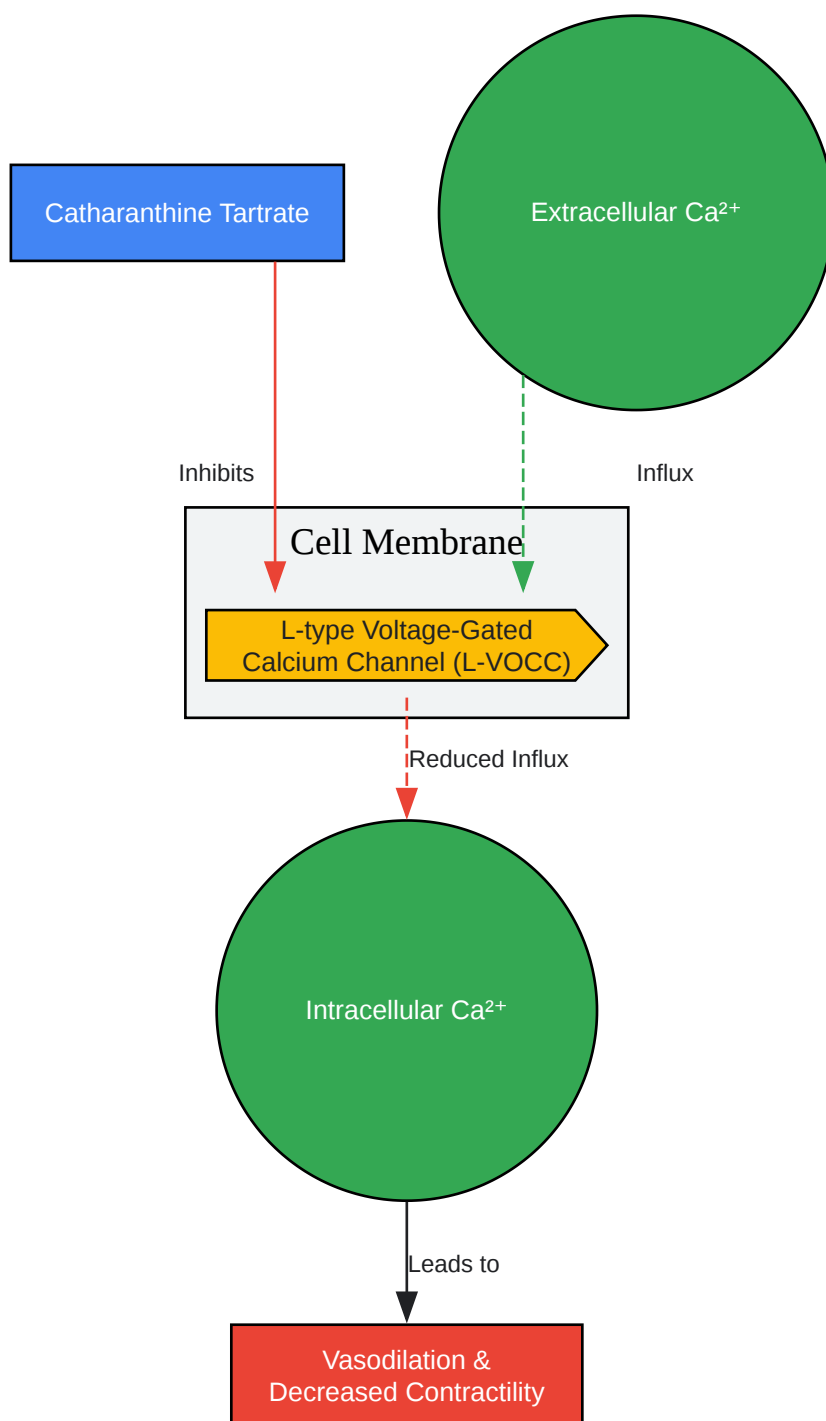 Catharanthine Tartrate
Extracellular Ca²⁺
Inhibits
Influx
Cell Membrane
L-type Voltage-Gated
Calcium Channel (L-VOCC)
Reduced Influx
Intracellular Ca²⁺
Leads to
Vasodilation &
Decreased Contractility